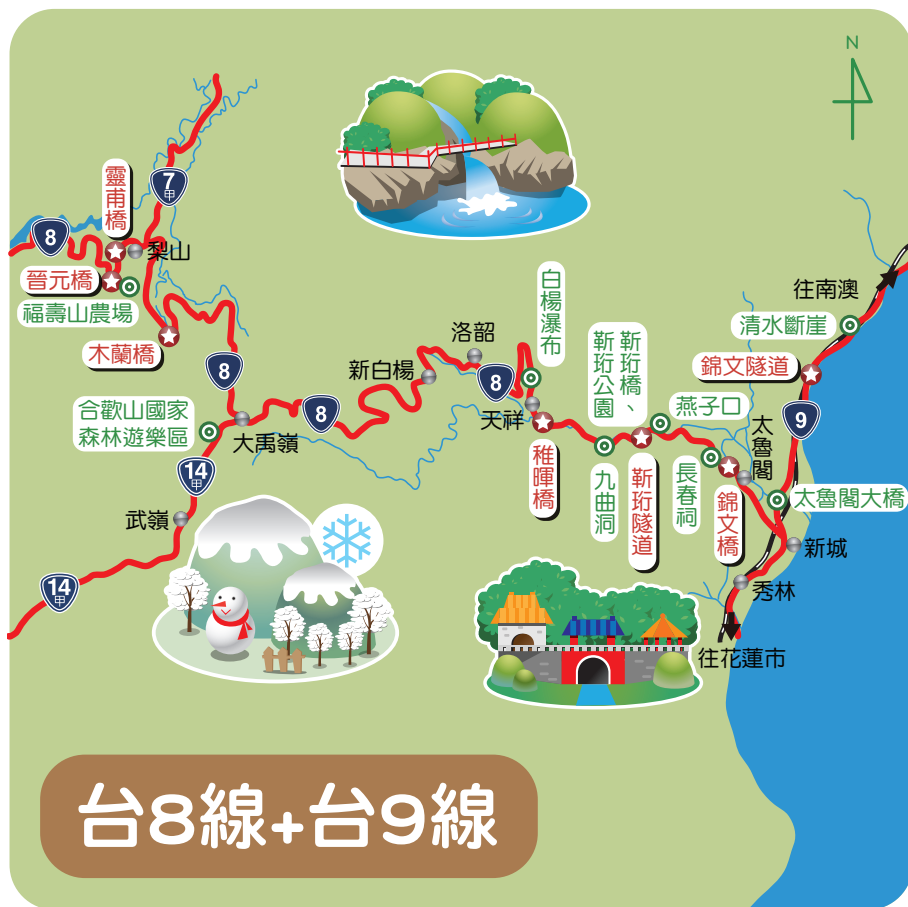 N
靈甫橋
7
甲
8
梨山
晉元橋
福壽山農場
木蘭橋
8
往南澳
清水斷崖
錦文隧道
9
白楊瀑布
洛韶
新白楊
8
8
天祥
靳珩橋、
靳珩公園
燕子口
太魯閣
合歡山國家
森林遊樂區
大禹嶺
14
甲
武嶺
稚暉橋
九曲洞
靳珩隧道
長春祠
錦文橋
太魯閣大橋
新城
秀林
往花蓮市
14
甲
台8線+台9線